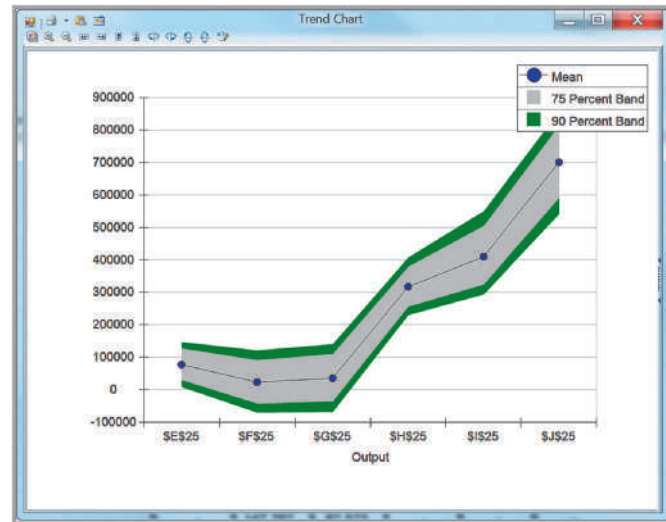 Trend Chart
Mean
75 Percent Band
90 Percent Band
900000
800000
700000
600000
500000
400000
300000
200000
100000
0
-100000
$E$25
$F$25
$G$25
$H$25
$I$25
$J$25
Output